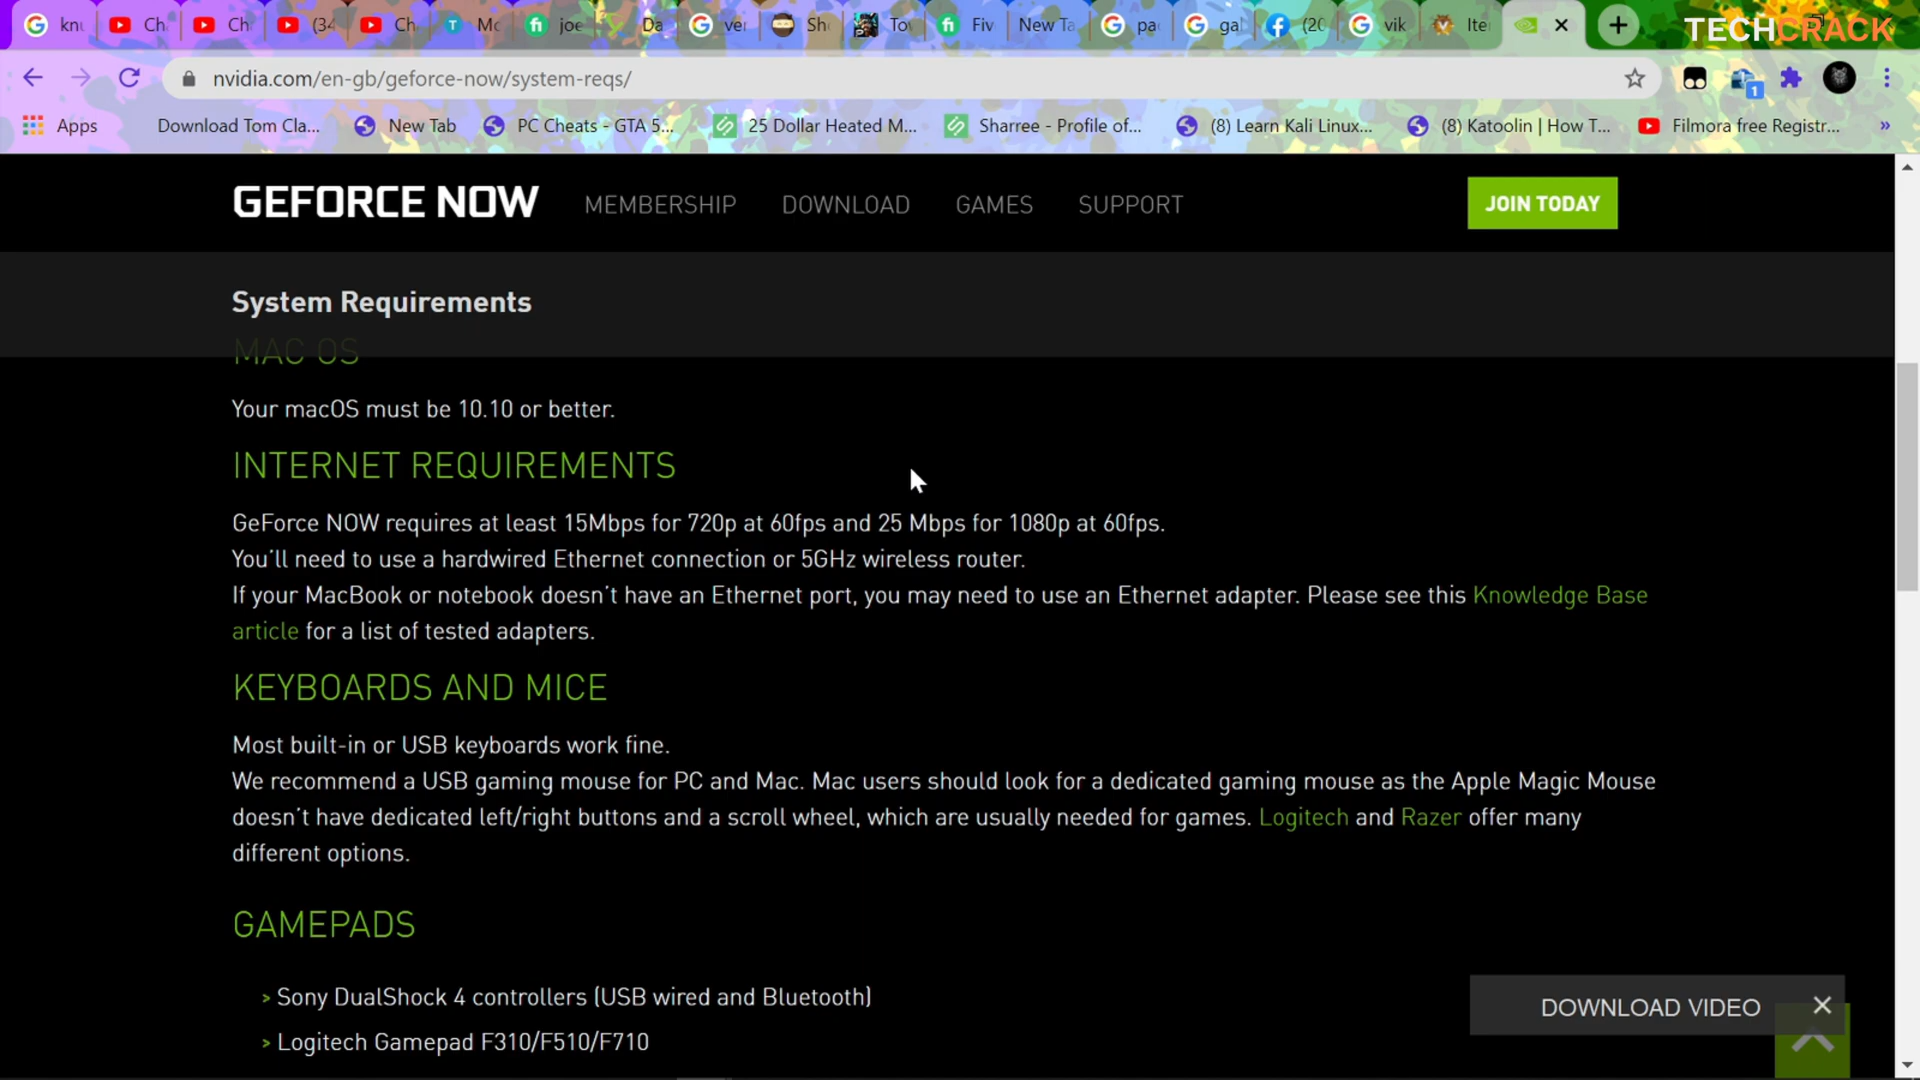 knu
Ch
Ch
(34
Ch
Mc
joe
Da
ver
Sh
To
Fiv
New Ta
pa
gal
(20
vik
Ite
TECHCRACK
nvidia.com/en-gb/geforce-now/system-reqs/
1
Apps
Download Tom Cla...
New Tab
PC Cheats - GTA 5...
25 Dollar Heated M...
Sharree - Profile of...
(8) Learn Kali Linux...
(8) Katoolin | How T...
Filmora free Registr...
»
GEFORCE NOW
MEMBERSHIP
DOWNLOAD
GAMES
SUPPORT
JOIN TODAY
System Requirements
MAC OS
Your macOS must be 10.10 or better.
INTERNET REQUIREMENTS
GeForce NOW requires at least 15Mbps for 720p at 60fps and 25 Mbps for 1080p at 60fps.
You'll need to use a hardwired Ethernet connection or 5GHz wireless router.
If your MacBook or notebook doesn't have an Ethernet port, you may need to use an Ethernet adapter. Please see this Knowledge Base
article for a list of tested adapters.
KEYBOARDS AND MICE
Most built-in or USB keyboards work fine.
We recommend a USB gaming mouse for PC and Mac. Mac users should look for a dedicated gaming mouse as the Apple Magic Mouse
doesn't have dedicated left/right buttons and a scroll wheel, which are usually needed for games. Logitech and Razer offer many
different options.
GAMEPADS
> Sony DualShock 4 controllers (USB wired and Bluetooth)
> Logitech Gamepad F310/F510/F710
DOWNLOAD VIDEO